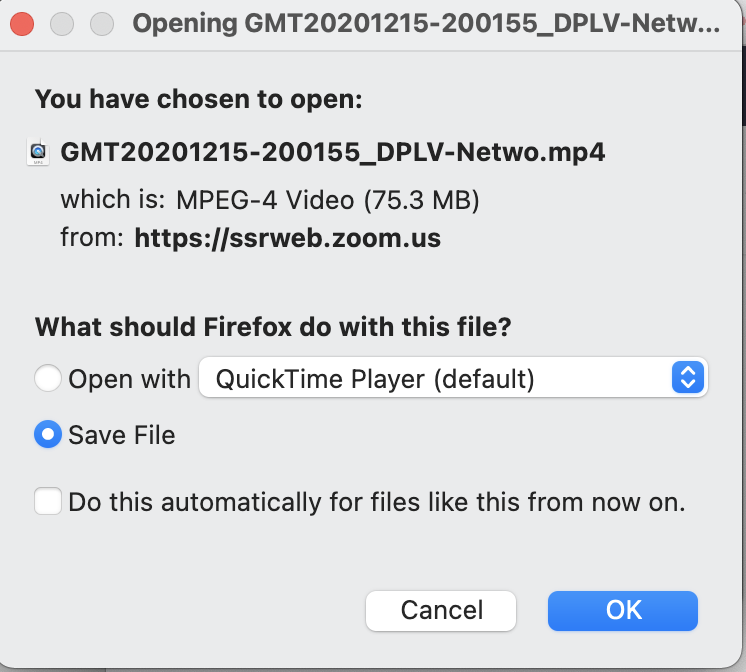 Opening GMT20201215-200155_DPLV-Netw...
You have chosen to open:
GMT20201215-200155_DPLV-Netwo.mp4
which is: MPEG-4 Video (75.3 MB)
from: https://ssrweb.zoom.us
What should Firefox do with this file?
Open with QuickTime Player (default)
Save File
Do this automatically for files like this from now on.
Cancel OK